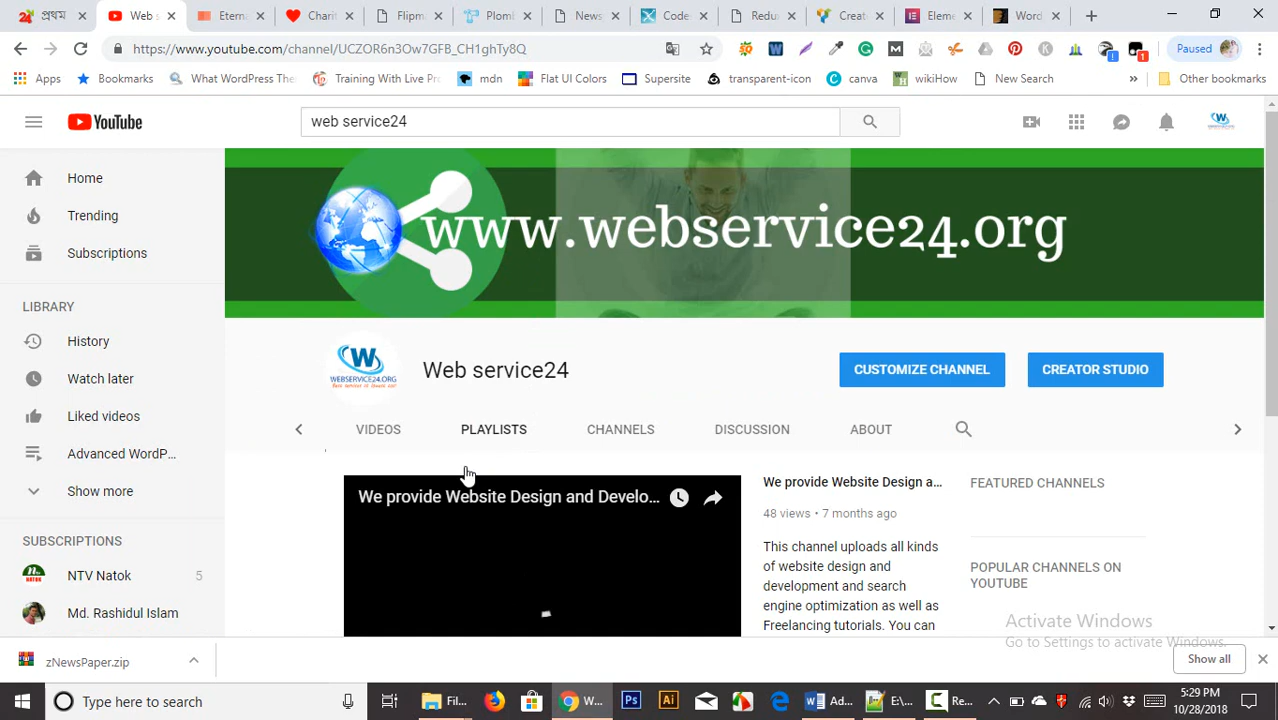 প্রথম
Web s
Etern
Charit
Flipm
Plom
News
Code
Redu
Creat
Elem
Word
https://www.youtube.com/channel/UCZOR6n3Ow7GFB_CH1ghTy8Q
Paused
Apps
Bookmarks
What WordPress The
Training With Live Pr
mdn
Flat UI Colors
Supersite
transparent-icon
canva
wikiHow
New Search
»
Other bookmarks
YouTube
web service24
Home
Trending
Subscriptions
LIBRARY
History
Watch later
Liked videos
Advanced WordP...
Show more
SUBSCRIPTIONS
NTV Natok 5
Md. Rashidul Islam
www.webservice24.org
W
WEBSERVICE24.ORG
Web service24
CUSTOMIZE CHANNEL
CREATOR STUDIO
VIDEOS
PLAYLISTS
CHANNELS
DISCUSSION
ABOUT
We provide Website Design and Develo...
We provide Website Design a...
48 views • 7 months ago
This channel uploads all kinds
of website design and
development and search
engine optimization as well as
Freelancing tutorials. You can
FEATURED CHANNELS
POPULAR CHANNELS ON
YOUTUBE
Activate Windows
Go to Settings to activate Windows.
zNewsPaper.zip
Show all
Type here to search
Fil...
W...
Ad...
E:\...
Re...
5:29 PM
10/28/2018